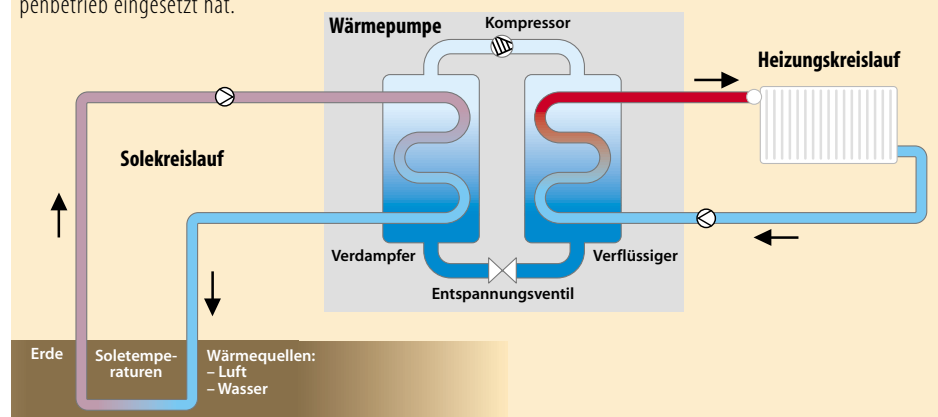 penbetrieb eingesetzt hat.
Wärmepumpe
Kompressor
Heizungskreislauf
Solekreislauf
Verdampfer
Verflüssiger
Entspannungsventil
Erde
Soletempe-
raturen
Wärmequellen:
– Luft
– Wasser